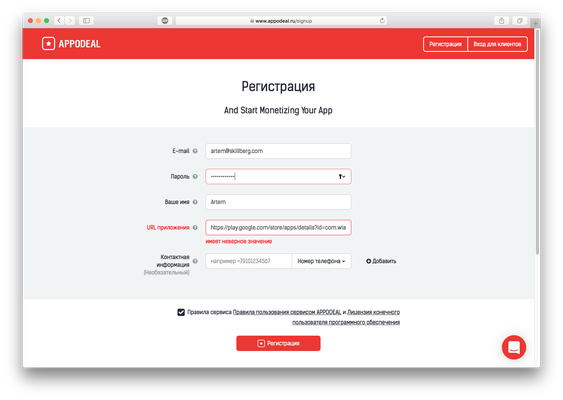 www.appodeal.ru/signup
APPODEAL
Регистрация
Вход для клиентов
Регистрация
And Start Monetizing Your App
E-mail
artem@skillberg.com
Пароль
Ваше имя
Artem
URL приложения
https://play.google.com/store/apps/details?id=com.wla
имеет неверное значение
Контактная
информация
(Необязательный)
например +79101234567
Номер телефона
Добавить
Правила сервиса Правила пользования сервисом APPODEAL и Лицензия конечного
пользователя программного обеспечения
Регистрация